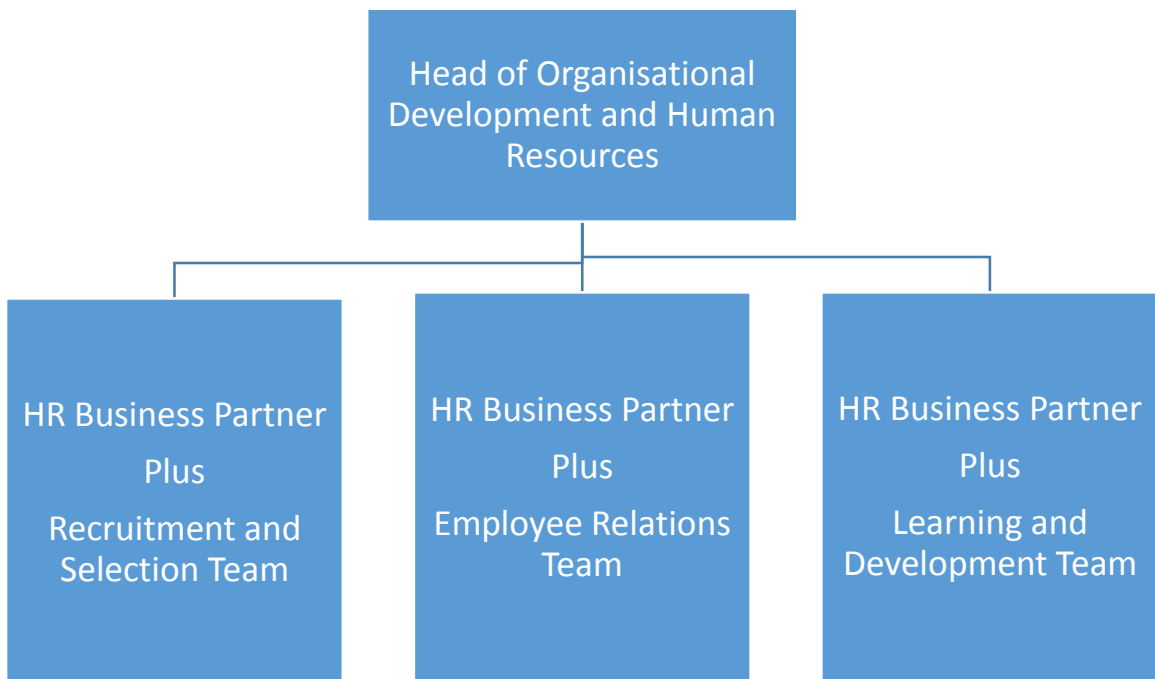 Head of Organisational
Development and Human
Resources
HR Business Partner
Plus
Recruitment and
Selection Team
HR Business Partner
Plus
Employee Relations
Team
HR Business Partner
Plus
Learning and
Development Team